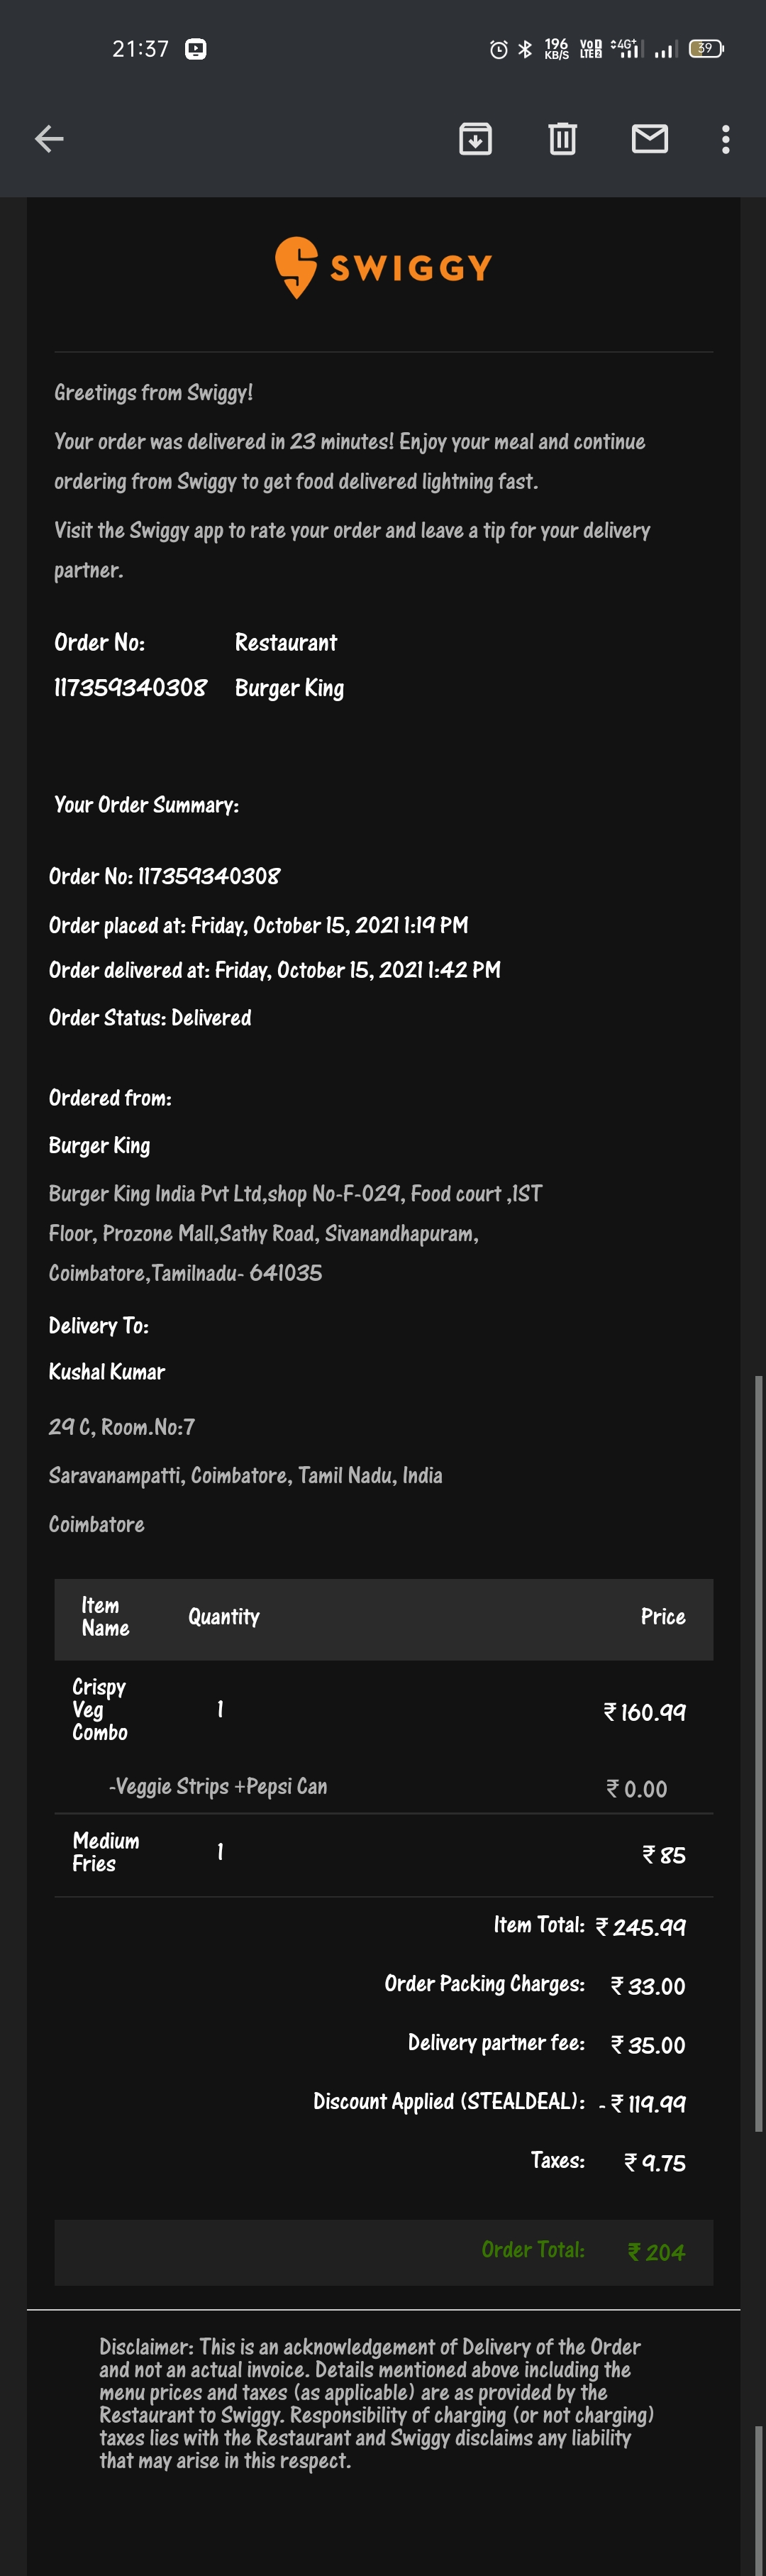 21:37
196 KB/S
VoD LTE2
4G+
39
SWIGGY
Greetings from Swiggy!
Your order was delivered in 23 minutes! Enjoy your meal and continue
ordering from Swiggy to get food delivered lightning fast.
Visit the Swiggy app to rate your order and leave a tip for your delivery
partner.
Order No: Restaurant
117359340308 Burger King
Your Order Summary:
Order No: 117359340308
Order placed at: Friday, October 15, 2021 1:19 PM
Order delivered at: Friday, October 15, 2021 1:42 PM
Order Status: Delivered
Ordered from:
Burger King
Burger King India Pvt Ltd,shop No-F-029, Food court ,1ST
Floor, Prozone Mall,Sathy Road, Sivanandhapuram,
Coimbatore,Tamilnadu- 641035
Delivery To:
Kushal Kumar
29 C, Room.No:7
Saravanampatti, Coimbatore, Tamil Nadu, India
Coimbatore
Item
Name Quantity Price
Crispy
Veg 1 ₹ 160.99
Combo
-Veggie Strips +Pepsi Can ₹ 0.00
Medium
Fries 1 ₹ 85
Item Total: ₹ 245.99
Order Packing Charges: ₹ 33.00
Delivery partner fee: ₹ 35.00
Discount Applied (STEALDEAL): - ₹ 119.99
Taxes: ₹ 9.75
Order Total: ₹ 204
Disclaimer: This is an acknowledgement of Delivery of the Order
and not an actual invoice. Details mentioned above including the
menu prices and taxes (as applicable) are as provided by the
Restaurant to Swiggy. Responsibility of charging (or not charging)
taxes lies with the Restaurant and Swiggy disclaims any liability
that may arise in this respect.